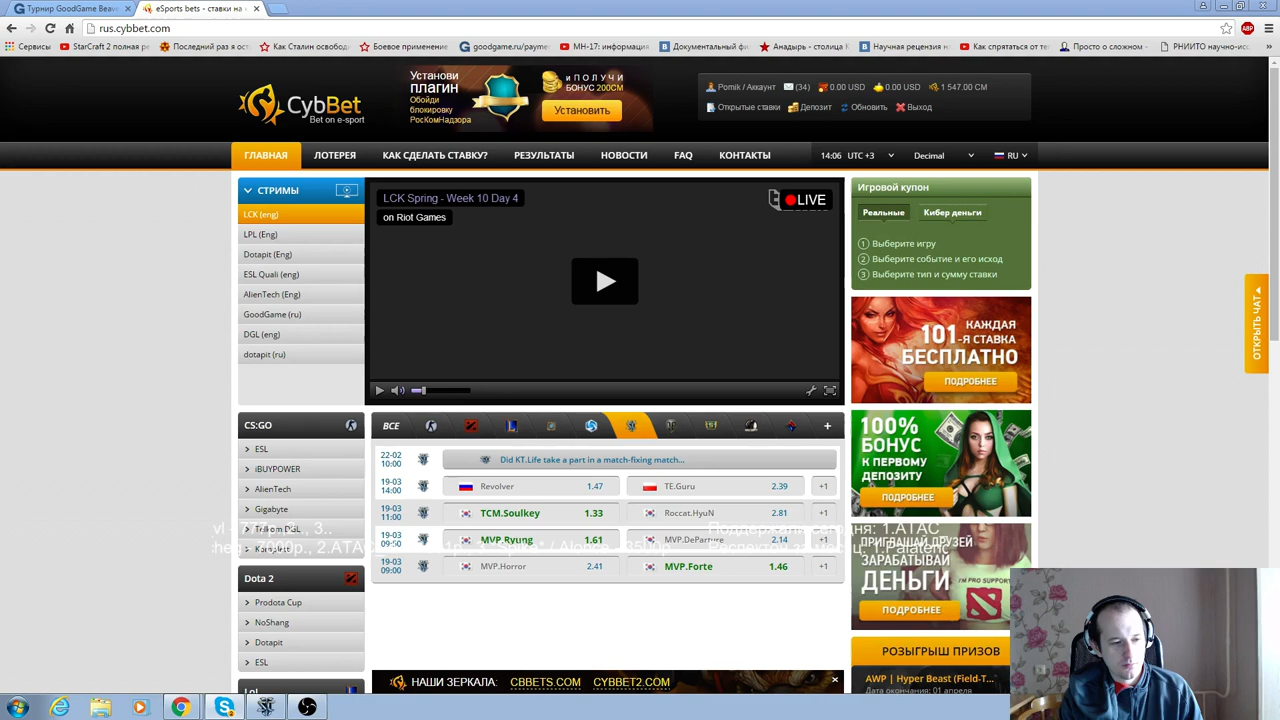 Турнир GoodGame Beav
eSports bets - ставки на к
rus.cybbet.com
Сервисы
StarCraft 2 полная ре
Последний раз я ост
Как Сталин освобод
Боевое применение
goodgame.ru/payme
МН-17: информаци
Документальный фи
Анадырь - столица
Научная рецензия н
Как спрятаться от те
Просто о сложном -
РНИИТО научно-исс
CybBet
Bet on e-sport
Установи
плагин
Обойди
блокировку
РосКомНадзора
и ПОЛУЧИ
БОНУС 200СМ
Установить
Pomik / Аккаунт (34) 0.00 USD 0.00 USD 1 547.00 CM
Открытые ставки Депозит Обновить Выход
ГЛАВНАЯ ЛОТЕРЕЯ КАК СДЕЛАТЬ СТАВКУ? РЕЗУЛЬТАТЫ НОВОСТИ FAQ КОНТАКТЫ 14:06 UTC +3 Decimal RU
СТРИМЫ
LCK (eng)
LPL (Eng)
Dotapit (Eng)
ESL Quali (eng)
AlienTech (Eng)
GoodGame (ru)
DGL (eng)
dotapit (ru)
LCK Spring - Week 10 Day 4
on Riot Games
LIVE
Игровой купон
Реальные Кибер деньги
1 Выберите игру
2 Выберите событие и его исход
3 Выберите тип и сумму ставки
ОТКРЫТЬ ЧАТ
КАЖДАЯ
101-я СТАВКА
БЕСПЛАТНО
ПОДРОБНЕЕ
100%
БОНУС
К ПЕРВОМУ
ДЕПОЗИТУ
ПОДРОБНЕЕ
CS:GO
ESL
iBUYPOWER
AlienTech
Gigabyte
ВСЕ
22-02
10:00
Did KT.Life take a part in a match-fixing match...
19-03
14:00
Revolver 1.47 TE.Guru 2.39 +1
19-03
11:00
TCM.Soulkey 1.33 Roccat.HyuN 2.81 +1
19-03
09:50
MVP.Ryung 1.61 MVP.DeParture 2.14 +1
19-03
09:00
MVP.Horror 2.41 MVP.Forte 1.46 +1
Поддержали сегодня: 1.ATAC
ПРИГЛАШАЙ ДРУЗЕЙ
ЗАРАБАТЫВАЙ
ДЕНЬГИ
I'M PRO SUPPORT
ПОДРОБНЕЕ
Dota 2
Prodota Cup
NoShang
Dotapit
ESL
LoL
НАШИ ЗЕРКАЛА: CBBETS.COM CYBBET2.COM
РОЗЫГРЫШ ПРИЗОВ
AWP | Hyper Beast (Field-T...
Дата окончания: 01 апреля